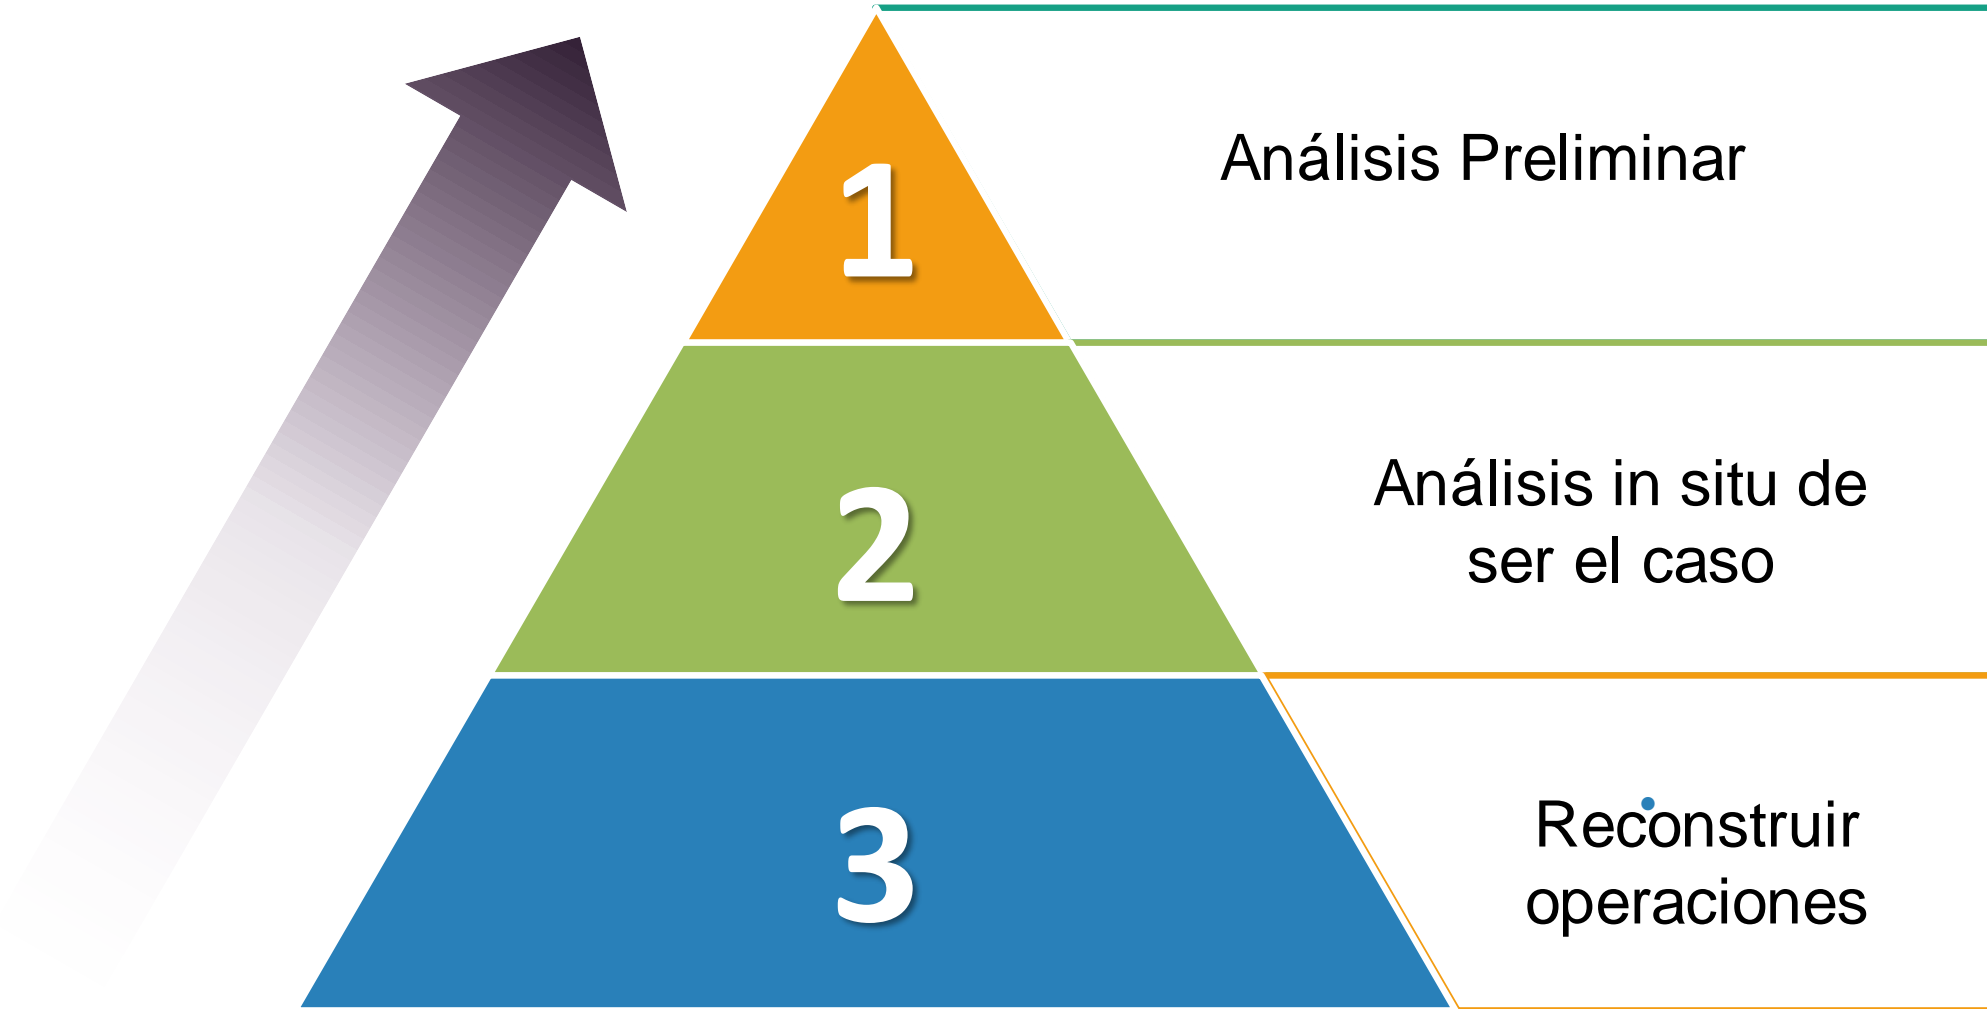 1
Análisis Preliminar
2
Análisis in situ de
ser el caso
3
Reconstruir
operaciones